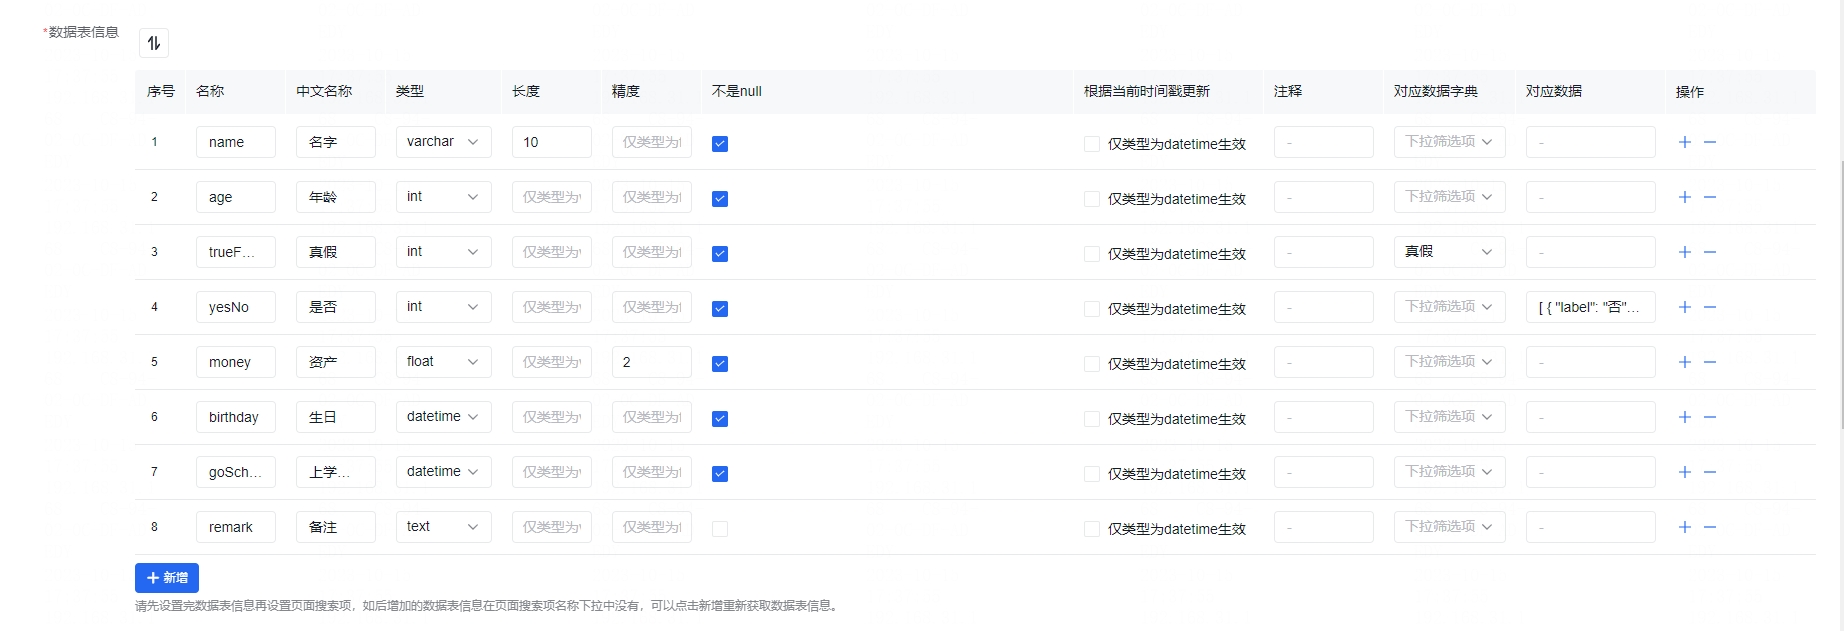 *数据表信息
序号 名称 中文名称 类型 长度 精度 不是null 根据当前时间戳更新 注释 对应数据字典 对应数据 操作
1 name 名字 varchar 10 仅类型为 仅类型为datetime生效 - 下拉筛选项 -
2 age 年龄 int 仅类型为 仅类型为 仅类型为datetime生效 - 下拉筛选项 -
3 trueF... 真假 int 仅类型为 仅类型为 仅类型为datetime生效 - 真假 -
4 yesNo 是否 int 仅类型为 仅类型为 仅类型为datetime生效 - 下拉筛选项 [ { "label": "否"...
5 money 资产 float 仅类型为 2 仅类型为datetime生效 - 下拉筛选项 -
6 birthday 生日 datetime 仅类型为 仅类型为 仅类型为datetime生效 - 下拉筛选项 -
7 goSch... 上学... datetime 仅类型为 仅类型为 仅类型为datetime生效 - 下拉筛选项 -
8 remark 备注 text 仅类型为 仅类型为 仅类型为datetime生效 - 下拉筛选项 -
+ 新增
请先设置完数据表信息再设置页面搜索项，如后增加的数据表信息在页面搜索项名称下拉中没有，可以点击新增重新获取数据表信息。